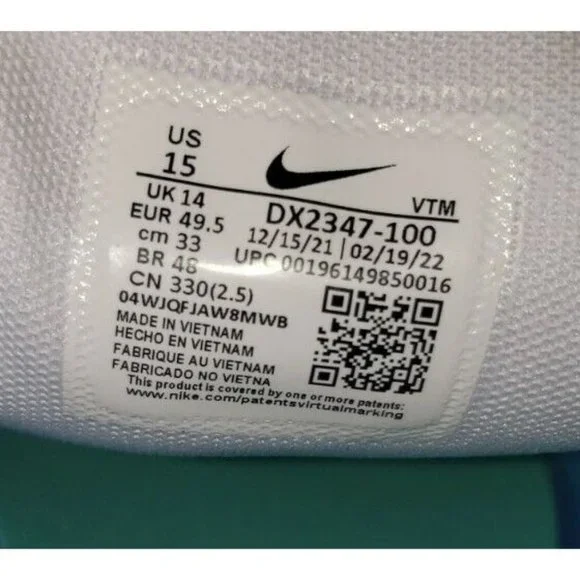 US
15
UK 14
EUR 49.5
cm 33
BR 48
CN 330(2.5)
VTM
DX2347-100
12/15/21 | 02/19/22
UPC 00196149850016
04WJQFJAW8MWB
MADE IN VIETNAM
HECHO EN VIETNAM
FABRIQUE AU VIETNAM
FABRICADO NO VIETNA
This product is covered by one or more patents:
www.nike.com/patentsvirtualmarking